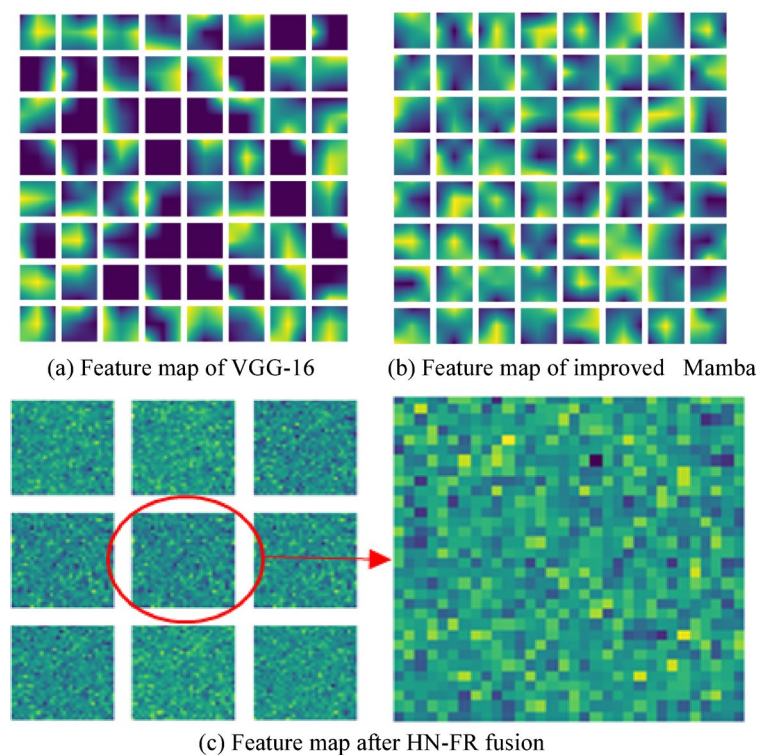 (a) Feature map of VGG-16
(b) Feature map of improved Mamba
(c) Feature map after HN-FR fusion